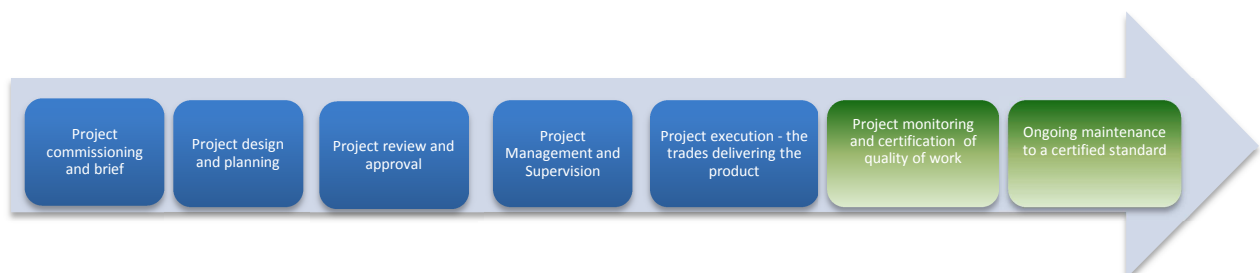 Project
commissioning
and brief
Project design
and planning
Project review and
approval
Project
Management and
Supervision
Project execution - the
trades delivering the
product
Project monitoring
and certification of
quality of work
Ongoing maintenance
to a certified standard